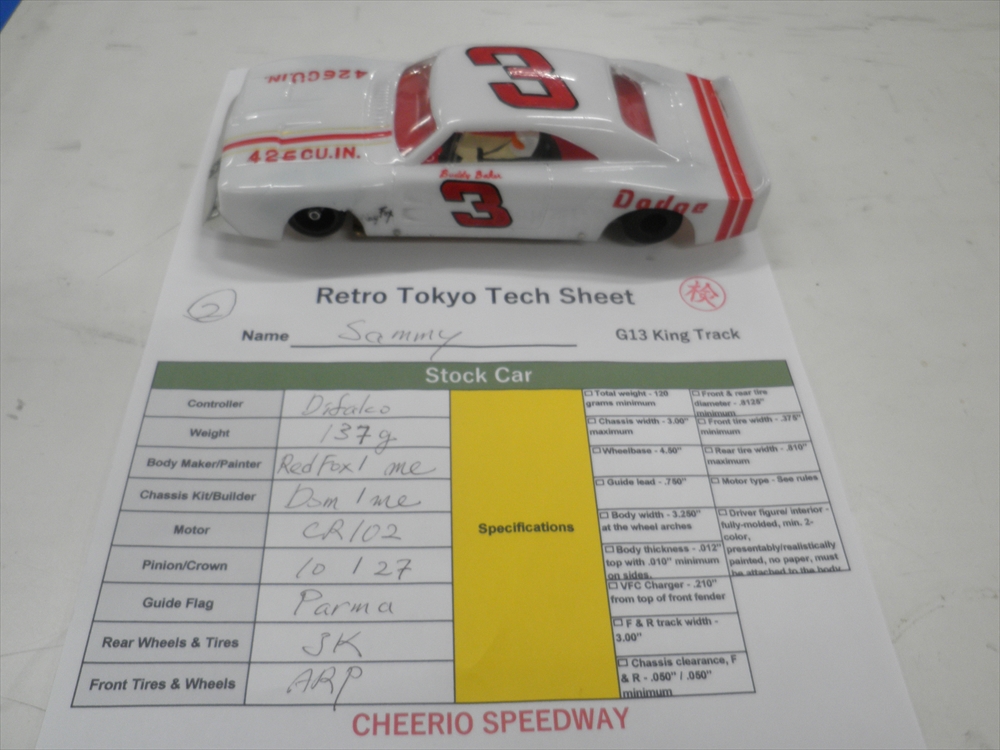 426CU.IN.
3
426CU.IN.
Buddy Baker
3
Dodge
2
Retro Tokyo Tech Sheet
検
Name Sammy
G13 King Track
Stock Car
Controller Difalco
Weight 137g
Body Maker/Painter RedFox / me
Chassis Kit/Builder Dom / me
Motor CR102
Pinion/Crown 10 / 27
Guide Flag Parma
Rear Wheels & Tires JK
Front Tires & Wheels ARP
Specifications
☐ Total weight - 120
grams minimum
☐ Front & rear tire
diameter - .8125"
minimum
☐ Chassis width - 3.00"
maximum
☐ Front tire width - .375"
minimum
☐ Wheelbase - 4.50"
☐ Rear tire width - .810"
maximum
☐ Guide lead - .750"
☐ Motor type - See rules
☐ Body width - 3.250"
at the wheel arches
☐ Driver figure/ interior -
fully-molded, min. 2-
color,
presentably/realistically
painted, no paper, must
be attached to the body
☐ Body thickness - .012"
top with .010" minimum
on sides.
☐ VFC Charger - .210"
from top of front fender
☐ F & R track width -
3.00"
☐ Chassis clearance, F
& R - .050" / .050"
minimum
CHEERIO SPEEDWAY